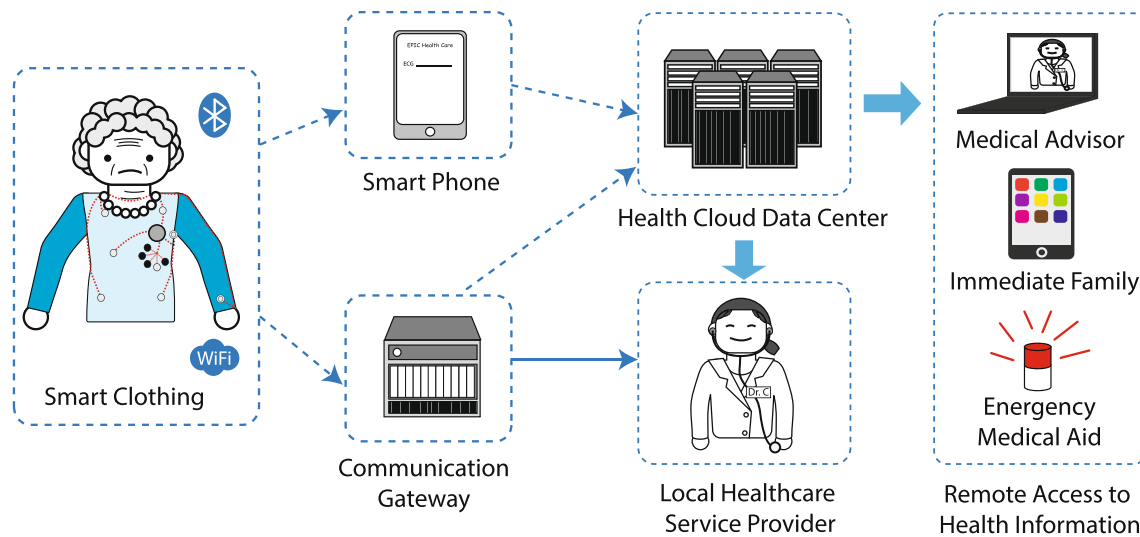 EPIC Health Care
ECG
WiFi
Smart Clothing
Smart Phone
Communication
Gateway
Health Cloud Data Center
Dr. C
Local Healthcare
Service Provider
Medical Advisor
Immediate Family
Energency
Medical Aid
Remote Access to
Health Information